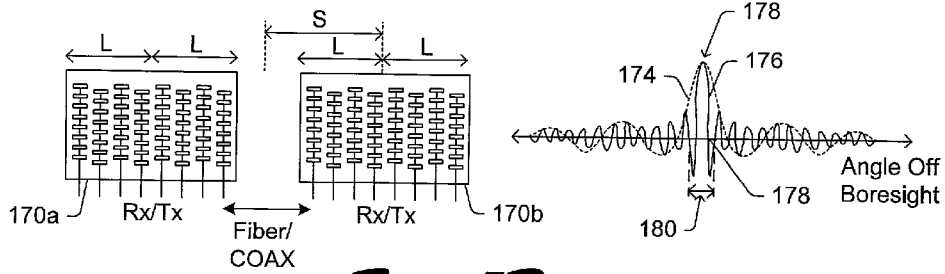 S
L L
L L
170a
Rx/Tx
Fiber/
COAX
Rx/Tx
170b
178
174
176
Angle Off
Boresight
178
180